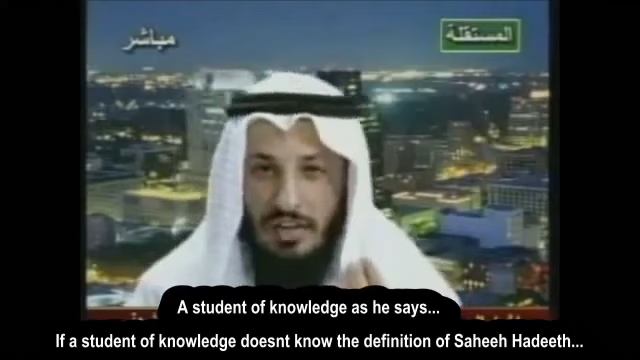 مباشر
المستقلة
A student of knowledge as he says...
If a student of knowledge doesnt know the definition of Saheeh Hadeeth...